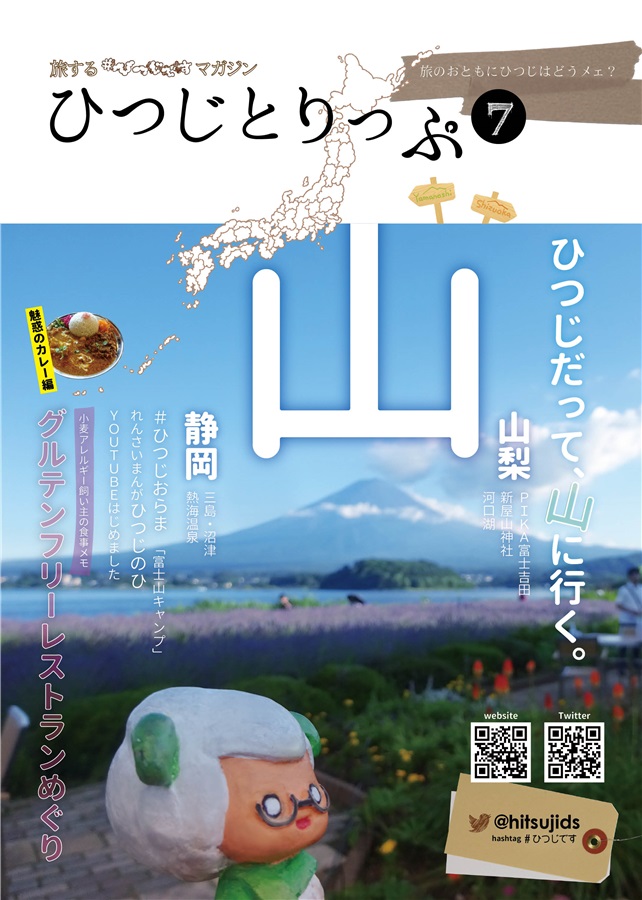 旅する
マガジン
ひつじとりっぷ
7
旅のおともにひつじはどうメェ？
Yamanashi
Shizuoka
山
ひつじだって、山に行く。
山梨
PICA富士吉田
新屋山神社
河口湖
静岡
三島・沼津
熱海温泉
＃ひつじおらま「富士山キャンプ」
れんさいまんがひつじのひ
YOUTUBEはじめました
魅惑のカレー編
小麦アレルギー飼い主の食事メモ
グルテンフリーレストランめぐり
website
Twitter
@hitsujids
hashtag #ひつじです